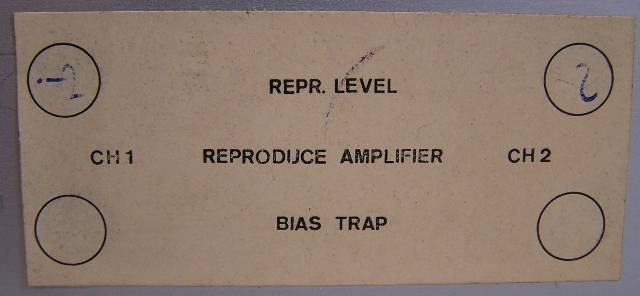 REPR. LEVEL
CH 1 REPRODUCE AMPLIFIER CH 2
BIAS TRAP